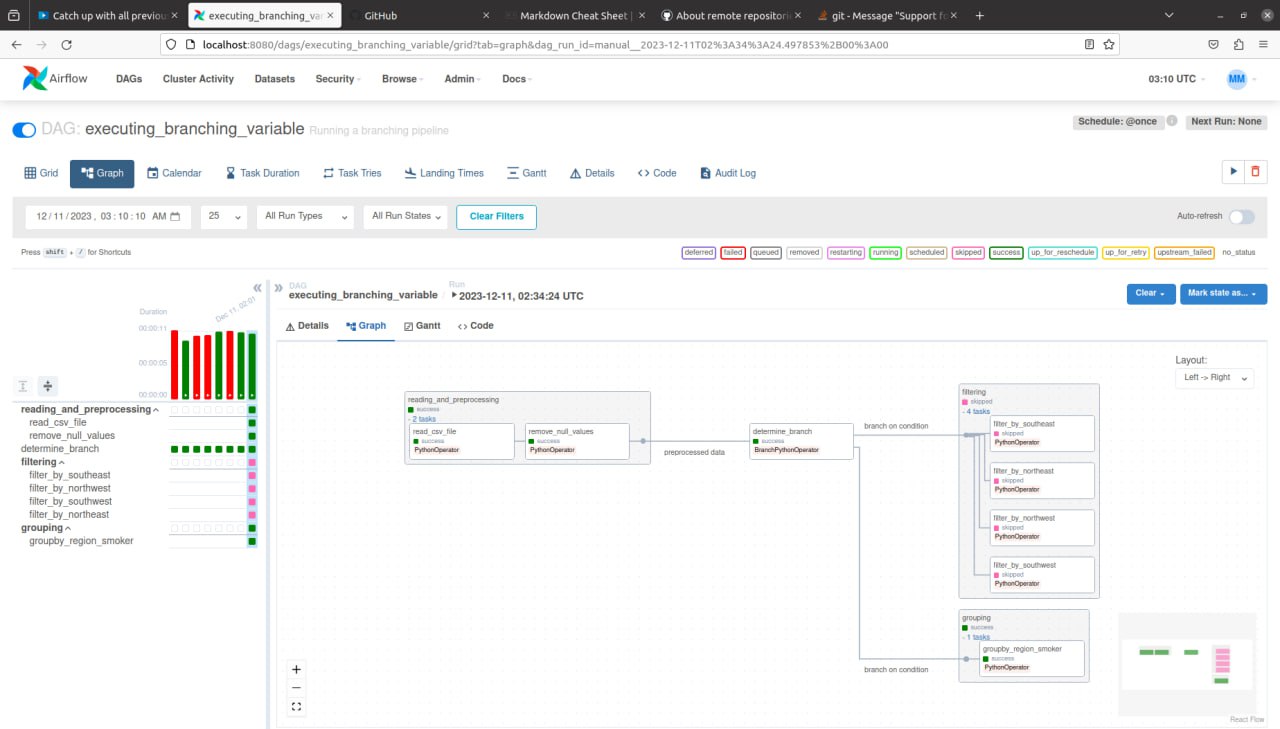 Catch up with all previou
executing_branching_va
GitHub
Markdown Cheat Sheet |
About remote repositori
git - Message "Support fo
localhost:8080/dags/executing_branching_variable/grid?tab=graph&dag_run_id=manual__2023-12-11T02%3A34%3A24.497853%2B00%3A00
Airflow
DAGs
Cluster Activity
Datasets
Security
Browse
Admin
Docs
03:10 UTC
MM
DAG: executing_branching_variable Running a branching pipeline
Schedule: @once
Next Run: None
Grid
Graph
Calendar
Task Duration
Task Tries
Landing Times
Gantt
Details
<> Code
Audit Log
12 / 11 / 2023 , 03 : 10 : 10 AM
25
All Run Types
All Run States
Clear Filters
Auto-refresh
Press shift + / for Shortcuts
deferred
failed
queued
removed
restarting
running
scheduled
skipped
success
up_for_reschedule
up_for_retry
upstream_failed
no_status
Duration
Dec 11, 02:01
00:00:11
00:00:05
00:00:00
reading_and_preprocessing
read_csv_file
remove_null_values
determine_branch
filtering
filter_by_southeast
filter_by_northwest
filter_by_southwest
filter_by_northeast
grouping
groupby_region_smoker
DAG
executing_branching_variable
/
Run
2023-12-11, 02:34:24 UTC
Clear
Mark state as...
Details
Graph
Gantt
<> Code
Layout:
Left -> Right
reading_and_preprocessing
success
- 2 tasks
read_csv_file
success
PythonOperator
remove_null_values
success
PythonOperator
preprocessed data
determine_branch
success
BranchPythonOperator
branch on condition
filtering
skipped
- 4 tasks
filter_by_southeast
skipped
PythonOperator
filter_by_northeast
skipped
PythonOperator
filter_by_northwest
skipped
PythonOperator
filter_by_southwest
skipped
PythonOperator
branch on condition
grouping
success
- 1 tasks
groupby_region_smoker
success
PythonOperator
React Flow